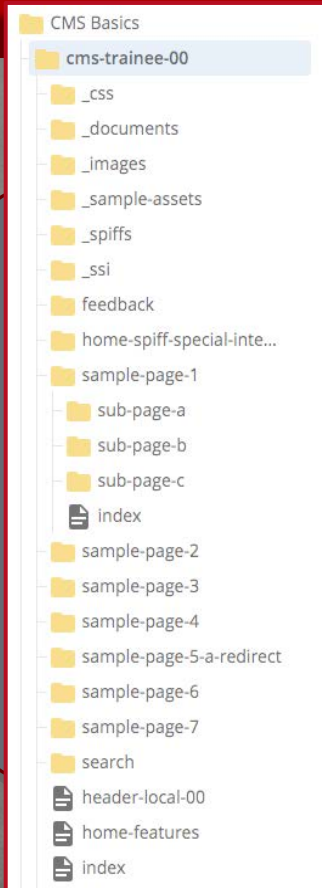 CMS Basics
cms-trainee-00
_css
_documents
_images
_sample-assets
_spiffs
_ssi
feedback
home-spiff-special-inte...
sample-page-1
sub-page-a
sub-page-b
sub-page-c
index
sample-page-2
sample-page-3
sample-page-4
sample-page-5-a-redirect
sample-page-6
sample-page-7
search
header-local-00
home-features
index